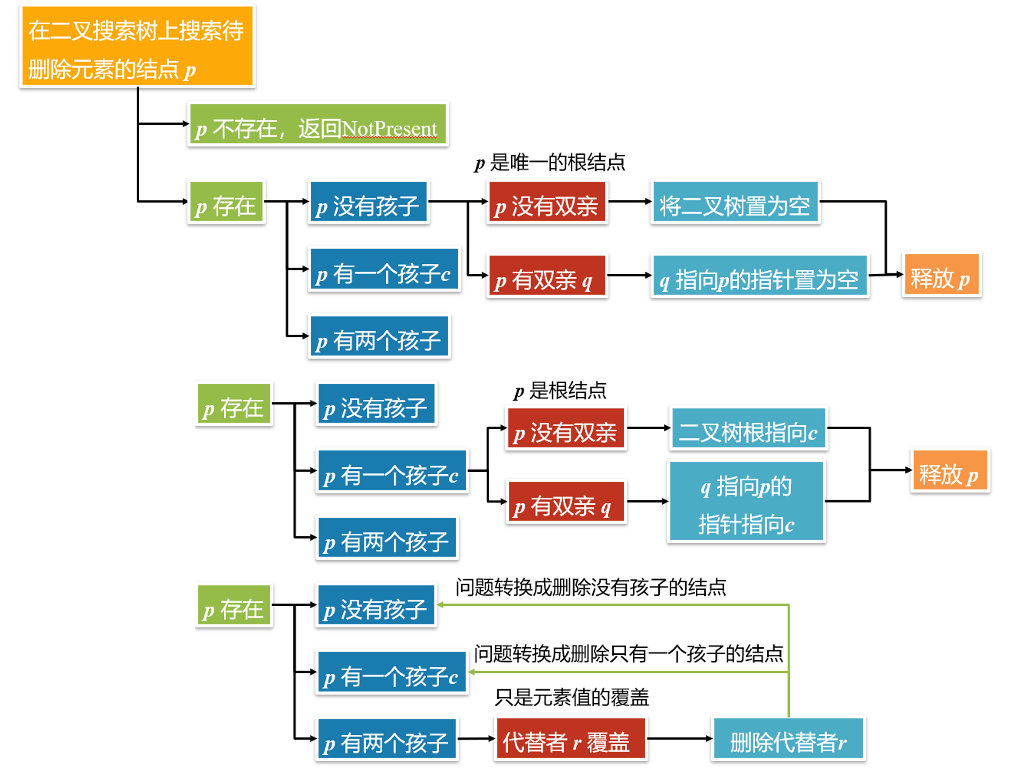 在二叉搜索树上搜索待
删除元素的结点 p
p 不存在，返回NotPresent
p 是唯一的根结点
p 存在
p 没有孩子
p 没有双亲
将二叉树置为空
p 有一个孩子c
p 有双亲 q
q 指向p的指针置为空
释放 p
p 有两个孩子
p 是根结点
p 存在
p 没有孩子
p 没有双亲
二叉树根指向c
p 有一个孩子c
释放 p
p 有双亲 q
q 指向p的
指针指向c
p 有两个孩子
问题转换成删除没有孩子的结点
p 存在
p 没有孩子
问题转换成删除只有一个孩子的结点
p 有一个孩子c
只是元素值的覆盖
p 有两个孩子
代替者 r 覆盖
删除代替者r